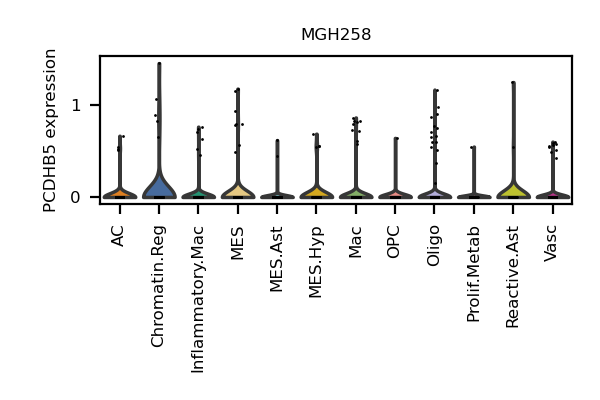 MGH258
PCDHB5 expression
1
0
AC
Chromatin.Reg
Inflammatory.Mac
MES
MES.Ast
MES.Hyp
Mac
OPC
Oligo
Prolif.Metab
Reactive.Ast
Vasc